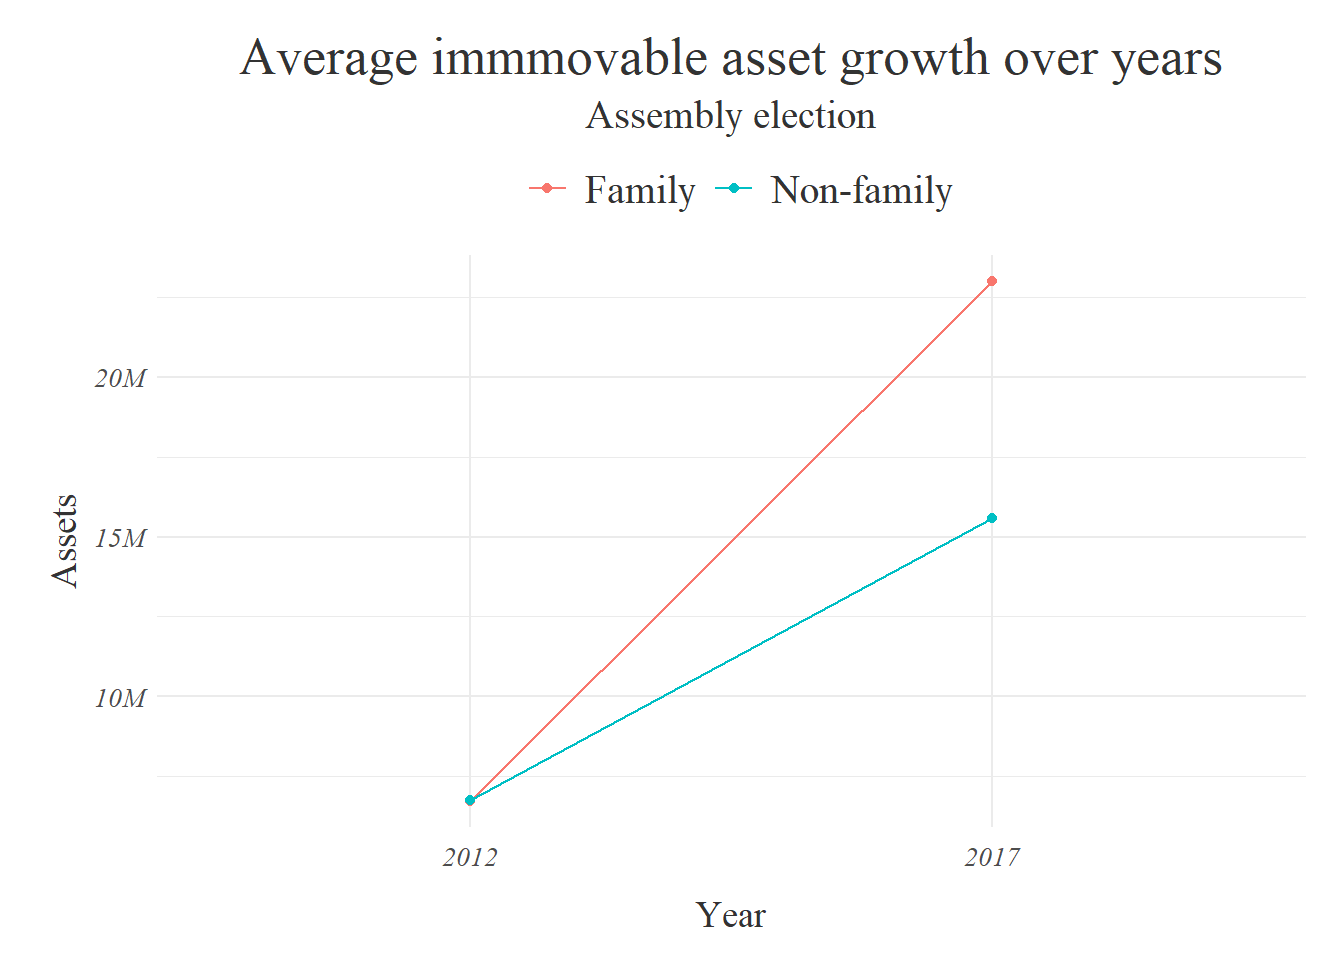 Average immmovable asset growth over years
Assembly election
Family Non-family
20M
15M
10M
Assets
2012 2017
Year